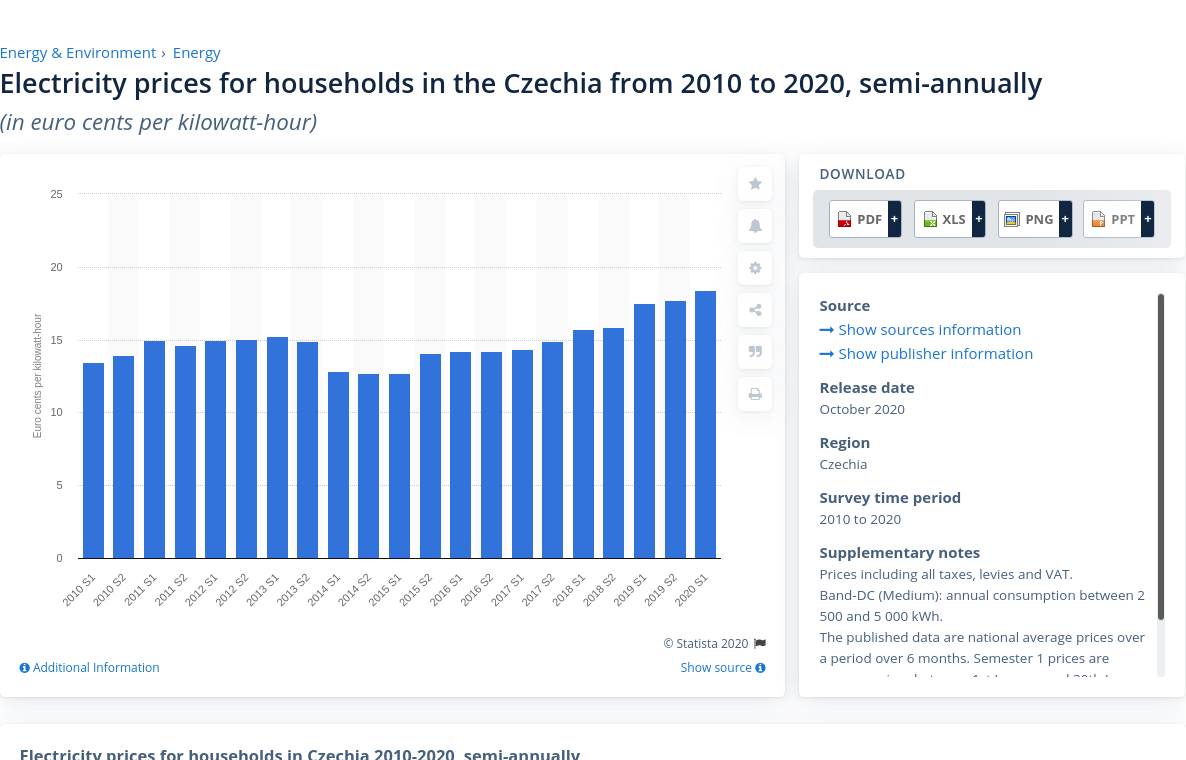 Energy & Environment › Energy
Electricity prices for households in the Czechia from 2010 to 2020, semi-annually
(in euro cents per kilowatt-hour)
25
20
15
10
5
0
Euro cents per kilowatt-hour
2010 S1
2010 S2
2011 S1
2011 S2
2012 S1
2012 S2
2013 S1
2013 S2
2014 S1
2014 S2
2015 S1
2015 S2
2016 S1
2016 S2
2017 S1
2017 S2
2018 S1
2018 S2
2019 S1
2019 S2
2020 S1
© Statista 2020
Additional Information
Show source
DOWNLOAD
PDF + XLS + PNG + PPT +
Source
Show sources information
Show publisher information
Release date
October 2020
Region
Czechia
Survey time period
2010 to 2020
Supplementary notes
Prices including all taxes, levies and VAT.
Band-DC (Medium): annual consumption between 2
500 and 5 000 kWh.
The published data are national average prices over
a period over 6 months. Semester 1 prices are
Electricity prices for households in Czechia 2010-2020, semi-annually